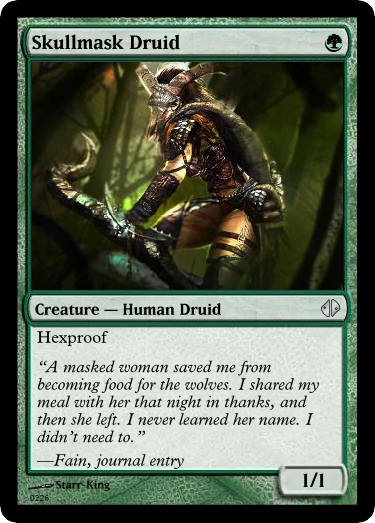 Skullmask Druid
Creature — Human Druid
Hexproof
“A masked woman saved me from
becoming food for the wolves. I shared my
meal with her that night in thanks, and
then she left. I never learned her name. I
didn’t need to.”
—Fain, journal entry
1/1
Starr-King
0226